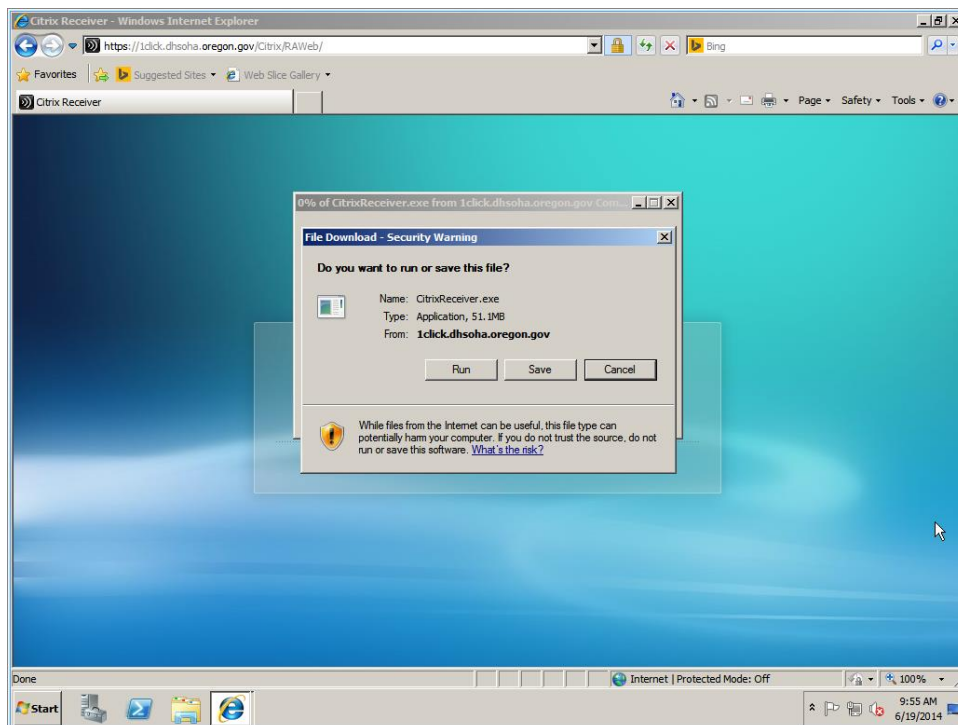 Citrix Receiver - Windows Internet Explorer
https://1click.dhsoha.oregon.gov/Citrix/RAWeb/
Bing
Favorites
Suggested Sites
Web Slice Gallery
Citrix Receiver
Page
Safety
Tools
0% of CitrixReceiver.exe from 1click.dhsoha.oregon.gov Com...
File Download - Security Warning
Do you want to run or save this file?
Name: CitrixReceiver.exe
Type: Application, 51.1MB
From: 1click.dhsoha.oregon.gov
Run Save Cancel
While files from the Internet can be useful, this file type can
potentially harm your computer. If you do not trust the source, do not
run or save this software. What's the risk?
Done
Internet | Protected Mode: Off
100%
Start
9:55 AM
6/19/2014